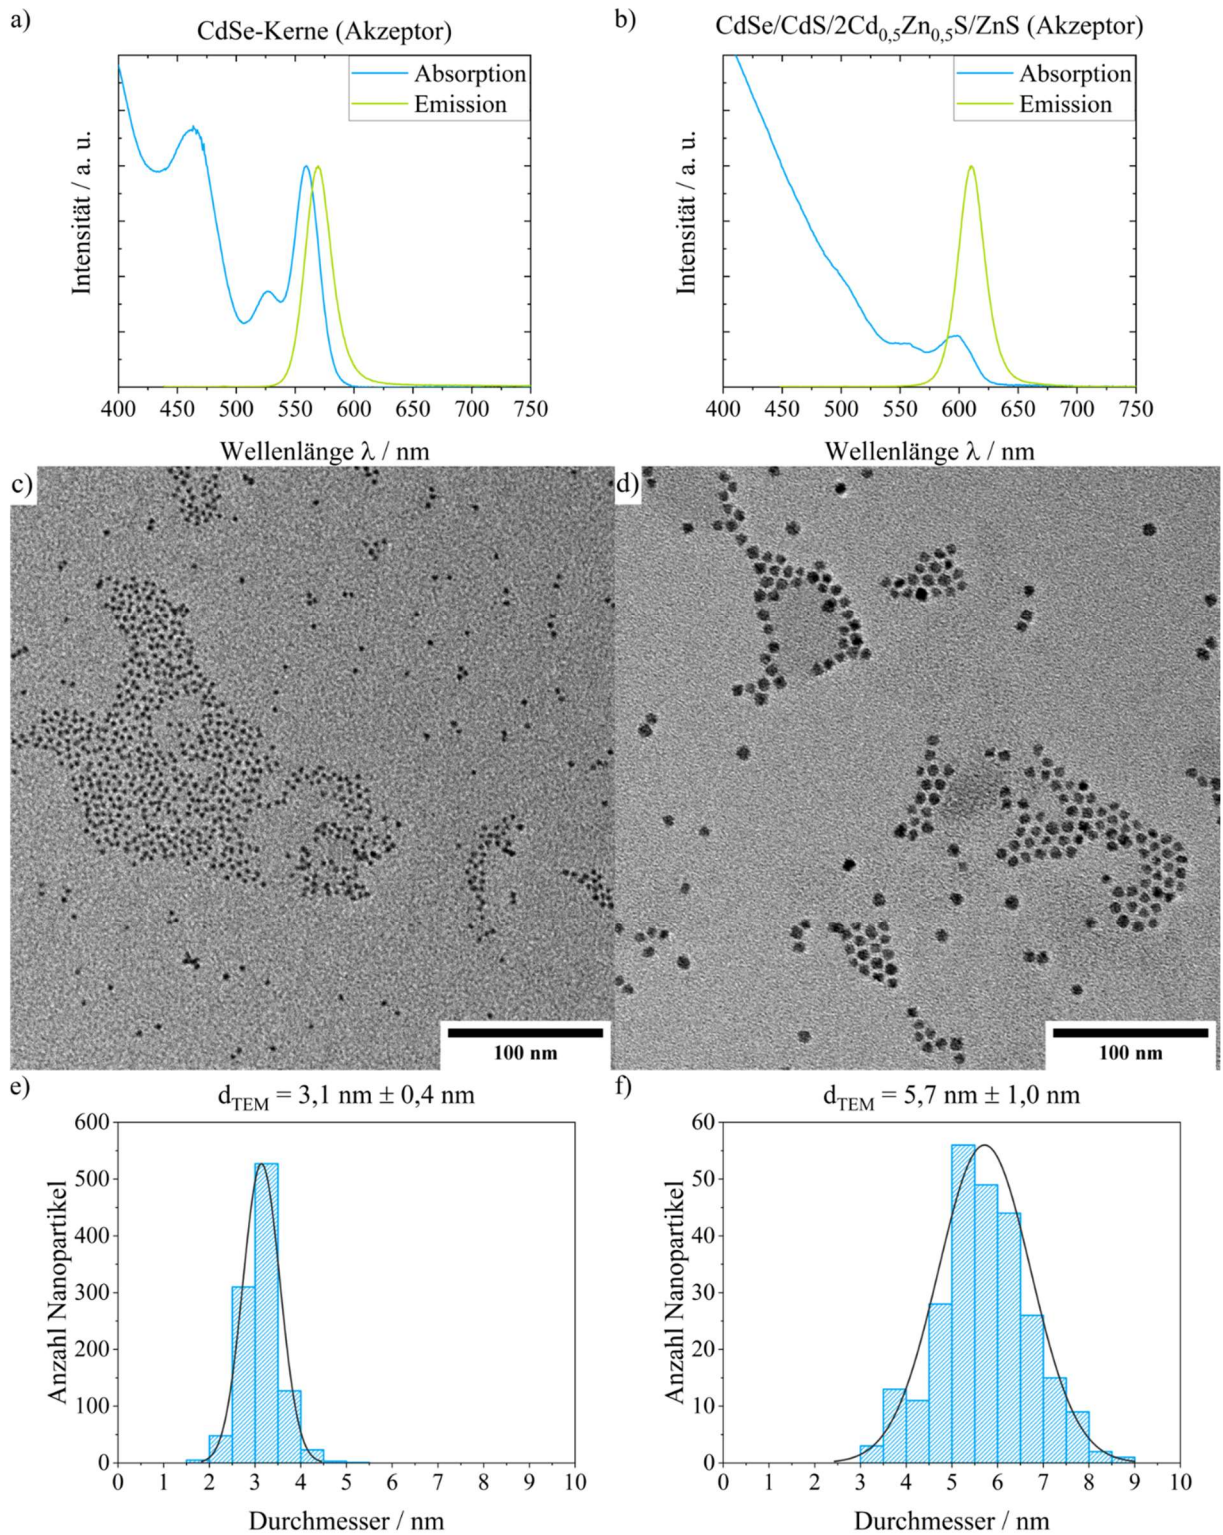 a)
CdSe-Kerne (Akzeptor)
Absorption
Emission
Intensität / a. u.
400 450 500 550 600 650 700 750
Wellenlänge λ / nm
b)
CdSe/CdS/2Cd0,5Zn0,5S/ZnS (Akzeptor)
Absorption
Emission
Intensität / a. u.
400 450 500 550 600 650 700 750
Wellenlänge λ / nm
c)
100 nm
d)
100 nm
e)
dTEM = 3,1 nm ± 0,4 nm
600
500
400
300
200
100
0
Anzahl Nanopartikel
0 1 2 3 4 5 6 7 8 9 10
Durchmesser / nm
f)
dTEM = 5,7 nm ± 1,0 nm
60
50
40
30
20
10
0
Anzahl Nanopartikel
0 1 2 3 4 5 6 7 8 9 10
Durchmesser / nm